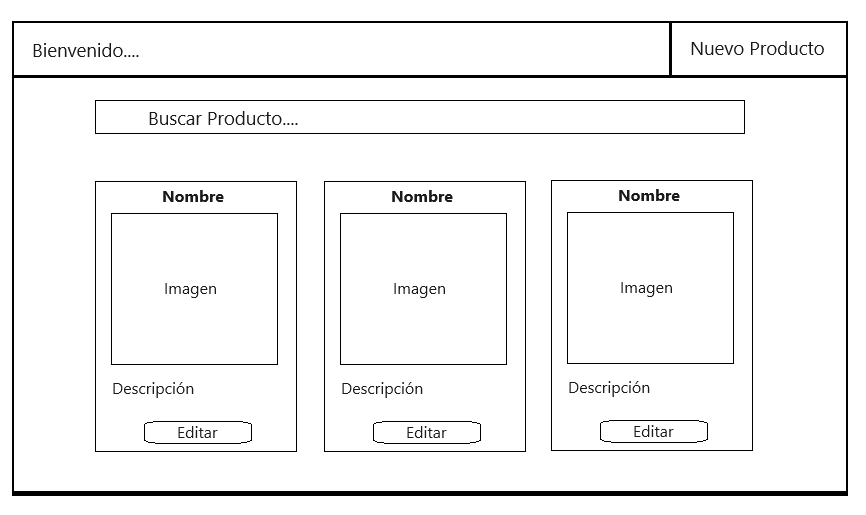 Bienvenido....
Nuevo Producto
Buscar Producto....
Nombre
Imagen
Descripción
Editar
Nombre
Imagen
Descripción
Editar
Nombre
Imagen
Descripción
Editar